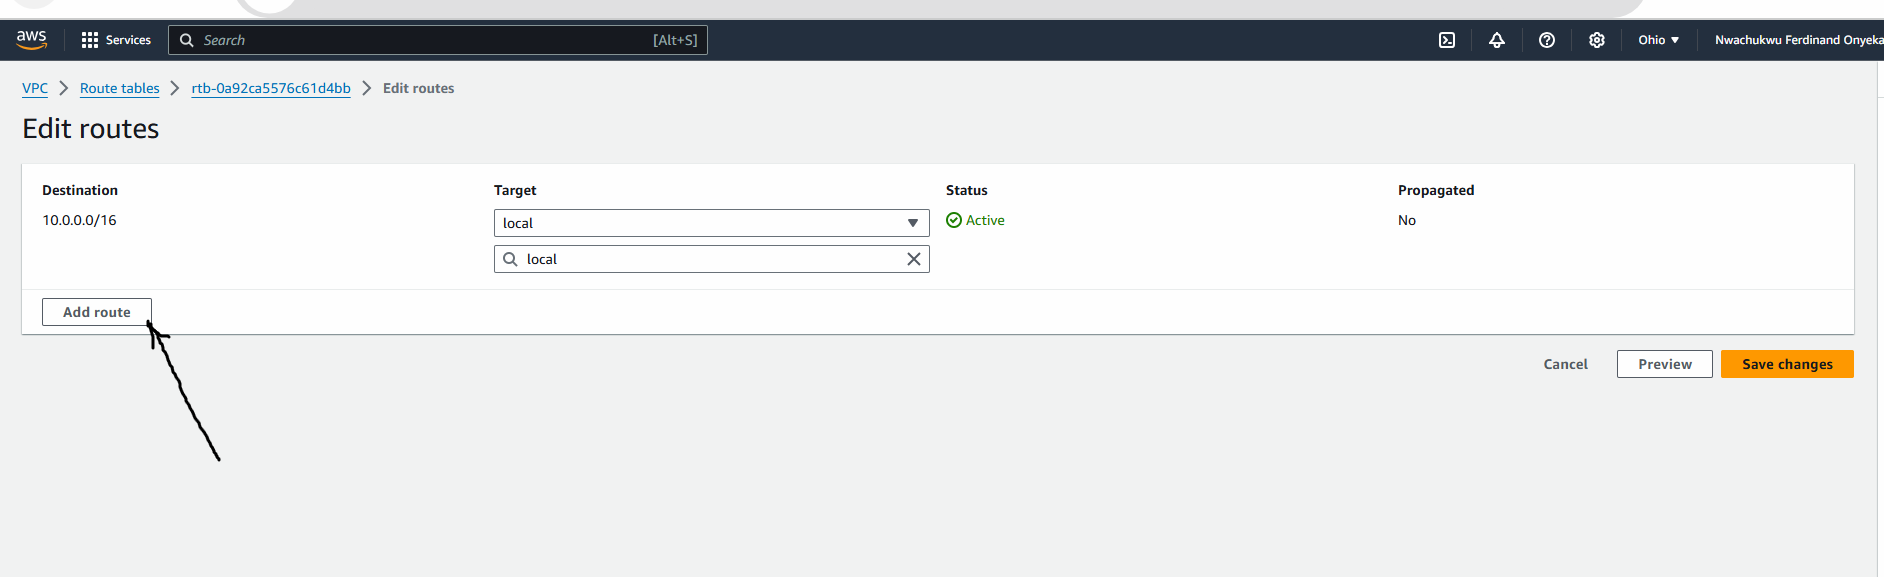 aws Services Search [Alt+S] Ohio Nwachukwu Ferdinand Onyeka
VPC Route tables rtb-0a92ca5576c61d4bb Edit routes
Edit routes
Destination Target Status Propagated
10.0.0.0/16 local Active No
local
Add route
Cancel Preview Save changes